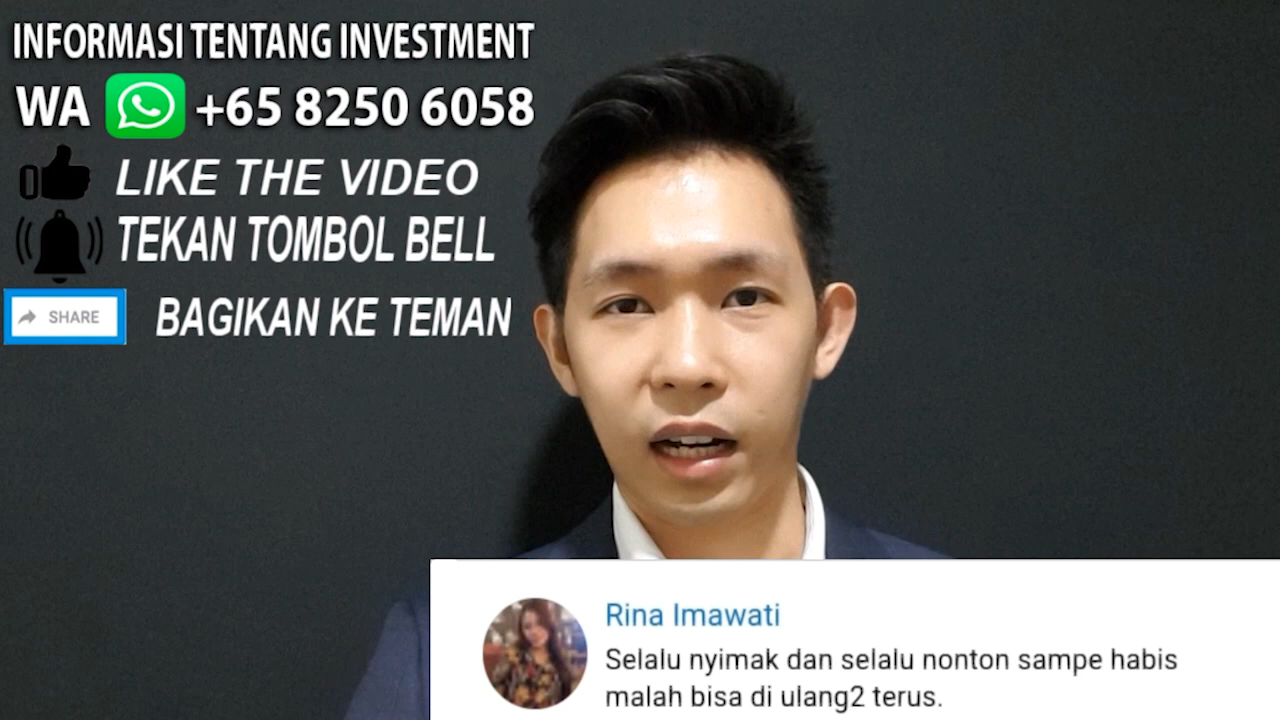 INFORMASI TENTANG INVESTMENT
WA +65 8250 6058
LIKE THE VIDEO
TEKAN TOMBOL BELL
SHARE BAGIKAN KE TEMAN
Rina Imawati
Selalu nyimak dan selalu nonton sampe habis
malah bisa di ulang2 terus.